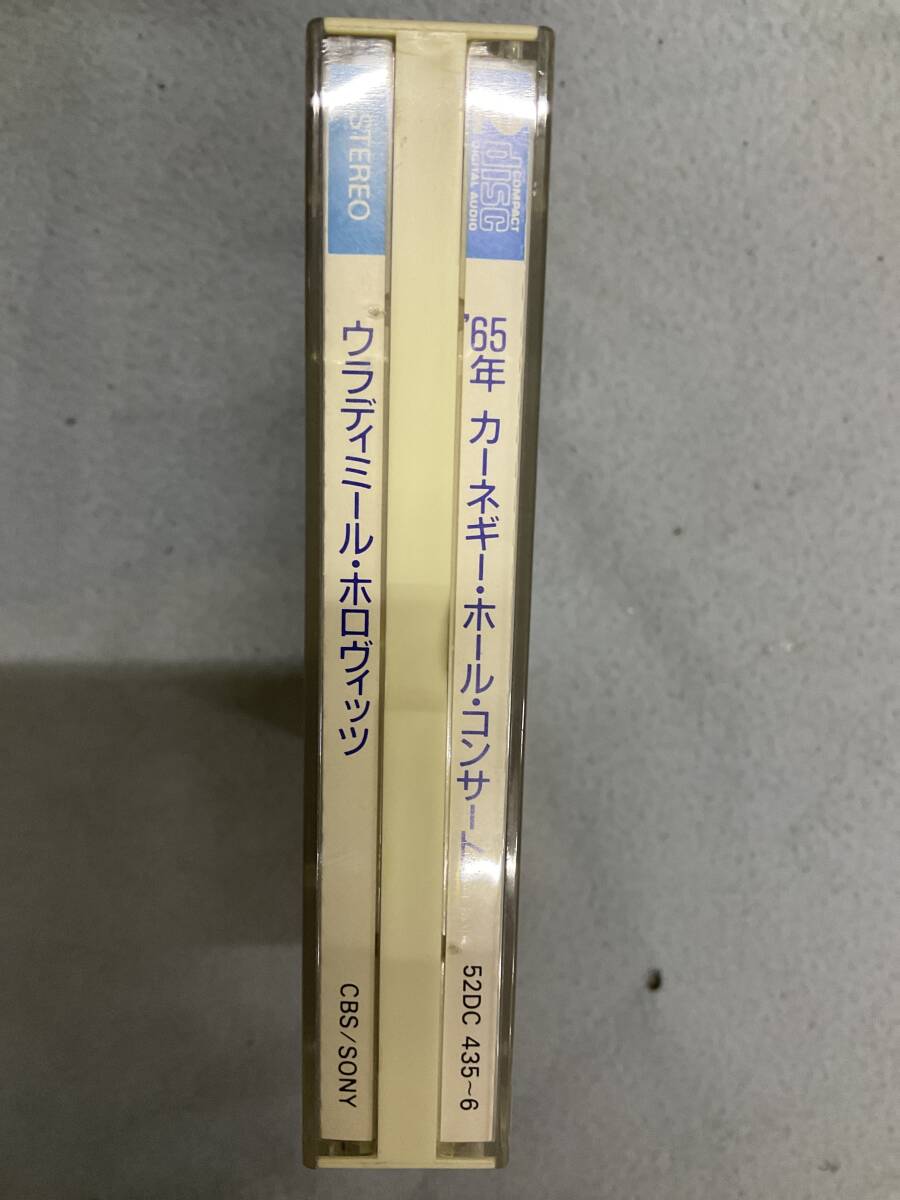 COMPACT
disc
DIGITAL AUDIO
'65年 カーネギー・ホール・コンサート
52DC 435~6
STEREO
ウラディミール・ホロヴィッツ
CBS/SONY